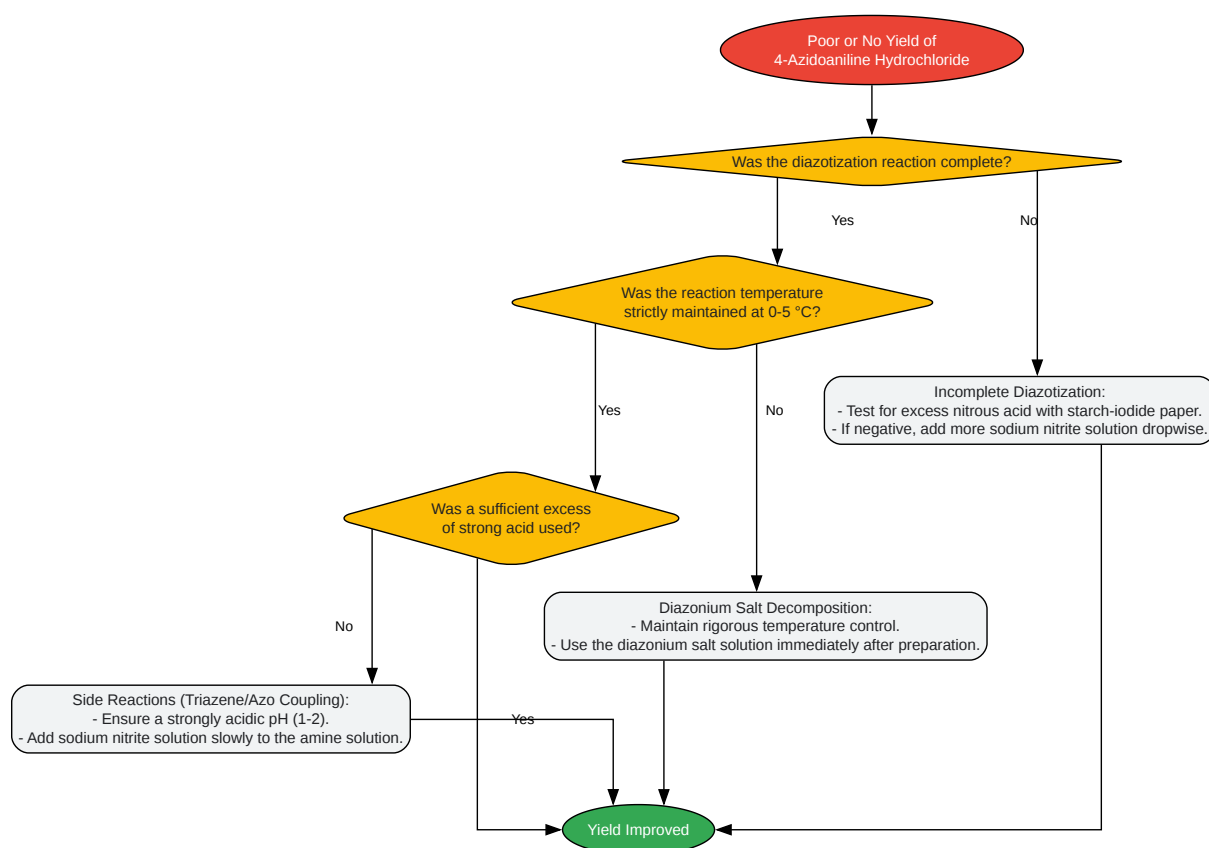 Poor or No Yield of
4-Azidoaniline Hydrochloride
Was the diazotization reaction complete?
Yes
No
Was the reaction temperature
strictly maintained at 0-5 °C?
Incomplete Diazotization:
- Test for excess nitrous acid with starch-iodide paper.
- If negative, add more sodium nitrite solution dropwise.
Yes
No
Was a sufficient excess
of strong acid used?
Diazonium Salt Decomposition:
- Maintain rigorous temperature control.
- Use the diazonium salt solution immediately after preparation.
No
Side Reactions (Triazene/Azo Coupling):
- Ensure a strongly acidic pH (1-2).
- Add sodium nitrite solution slowly to the amine solution.
Yes
Yield Improved